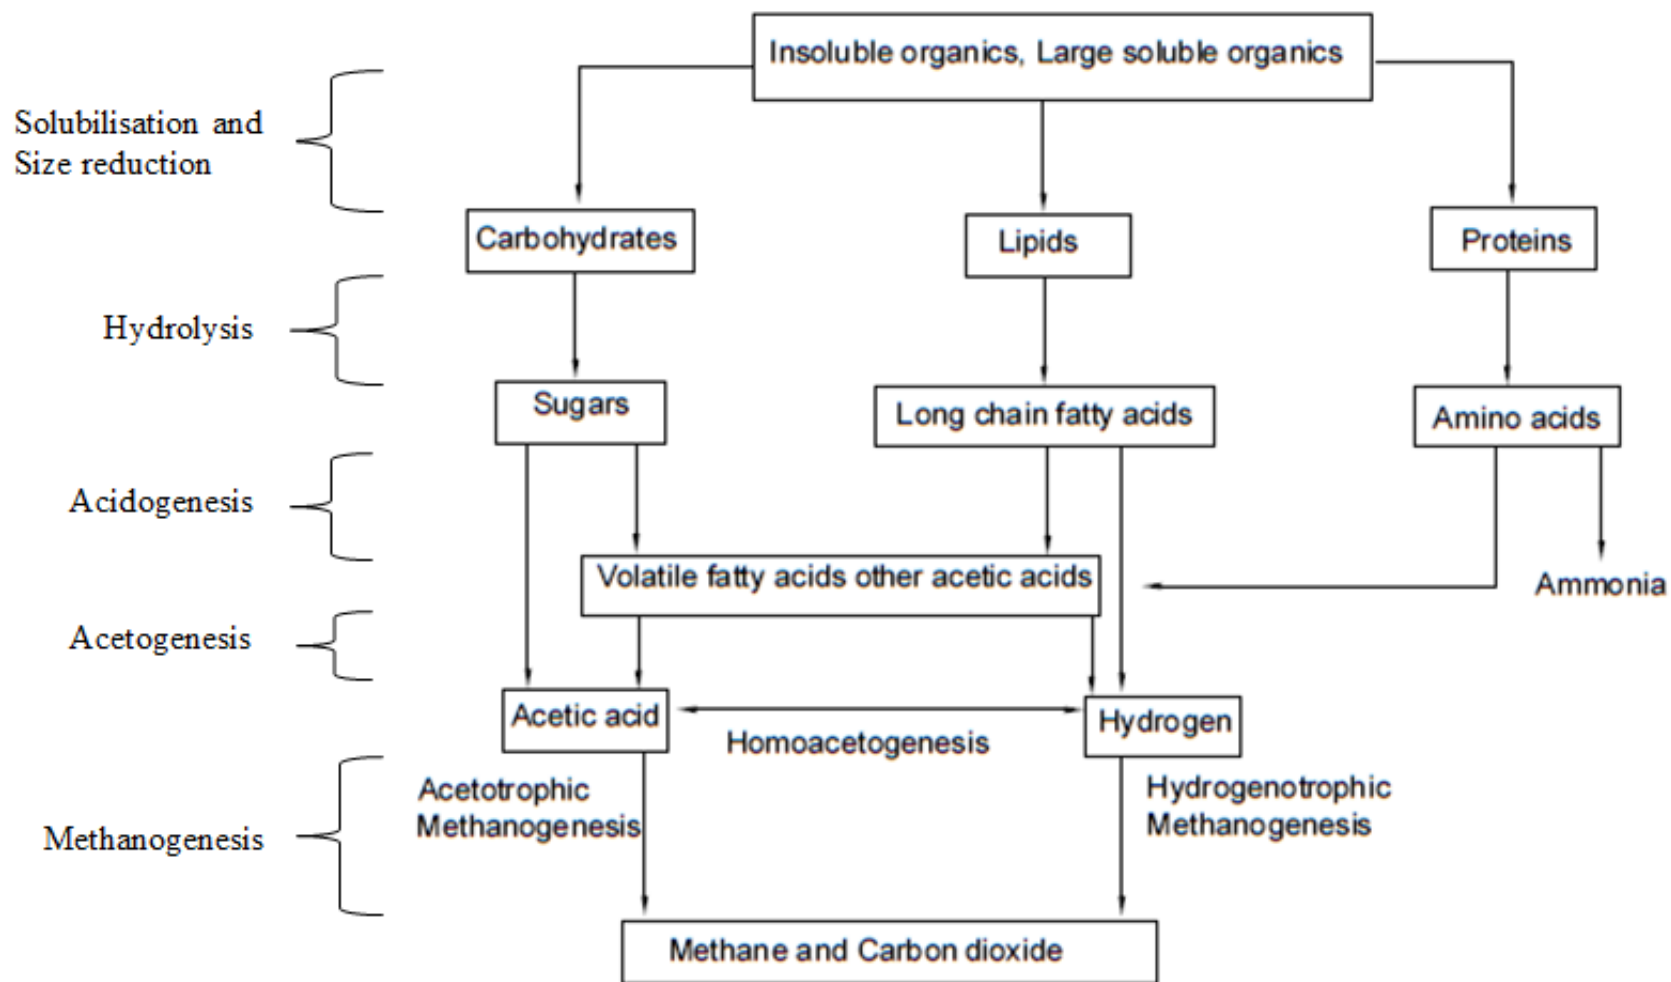 Insoluble organics, Large soluble organics
Solubilisation and
Size reduction
Carbohydrates
Lipids
Proteins
Hydrolysis
Sugars
Long chain fatty acids
Amino acids
Acidogenesis
Volatile fatty acids other acetic acids
Ammonia
Acetogenesis
Acetic acid
Hydrogen
Homoacetogenesis
Methanogenesis
Acetotrophic
Methanogenesis
Hydrogenotrophic
Methanogenesis
Methane and Carbon dioxide